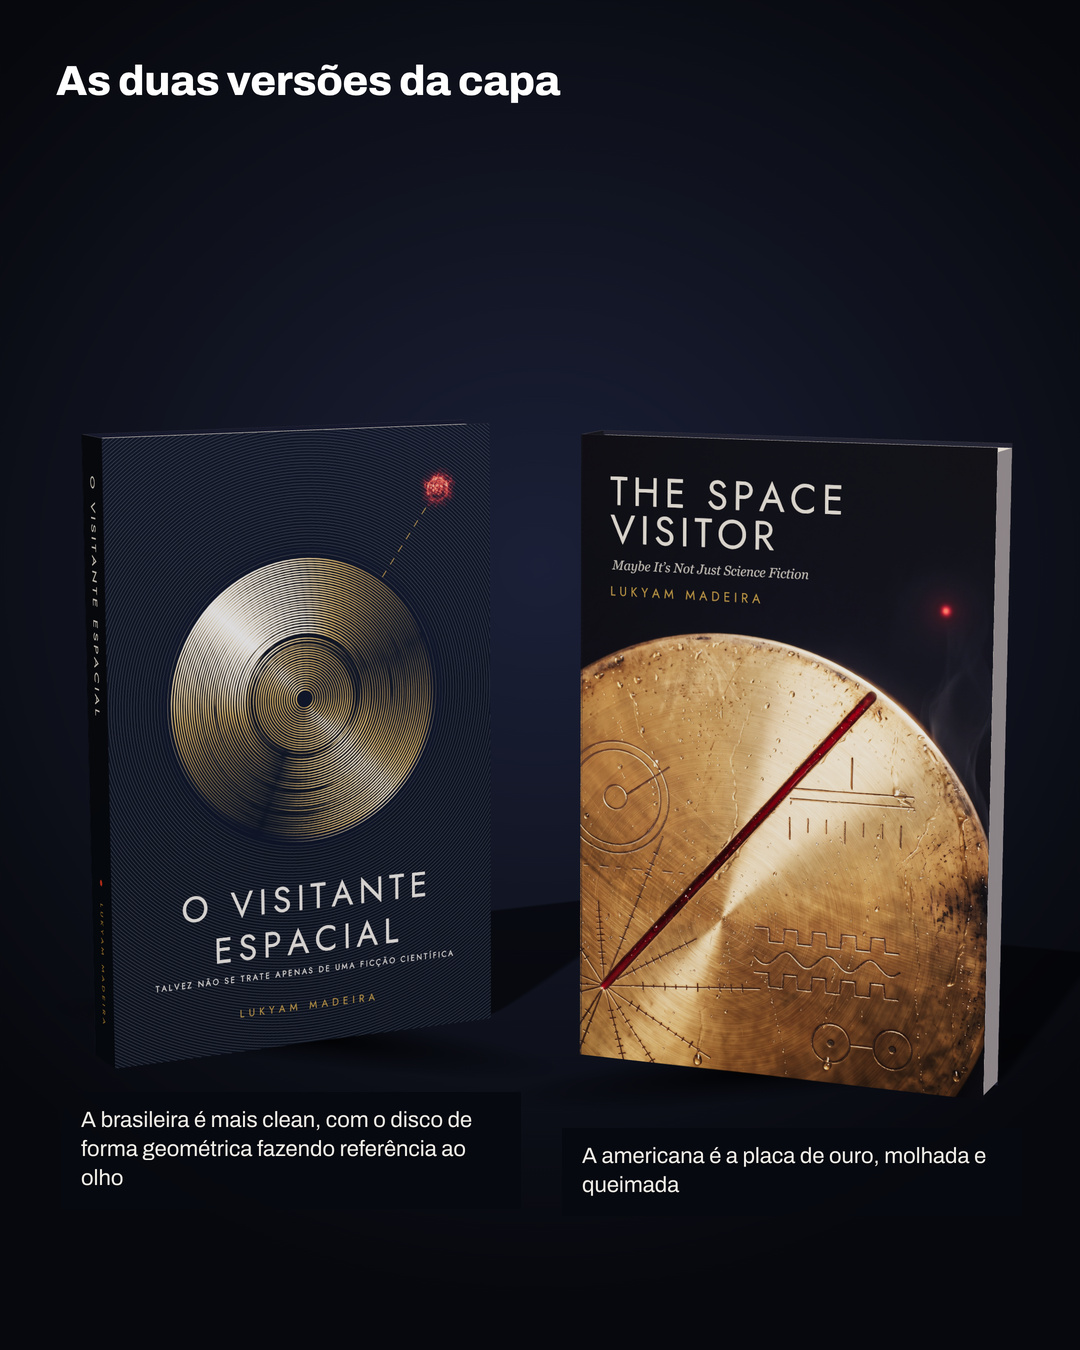 As duas versões da capa
O VISITANTE ESPACIAL
LUKYAM MADEIRA
O VISITANTE
ESPACIAL
TALVEZ NÃO SE TRATE APENAS DE UMA FICÇÃO CIENTÍFICA
LUKYAM MADEIRA
THE SPACE
VISITOR
Maybe It's Not Just Science Fiction
LUKYAM MADEIRA
A brasileira é mais clean, com o disco de
forma geométrica fazendo referência ao
olho
A americana é a placa de ouro, molhada e
queimada